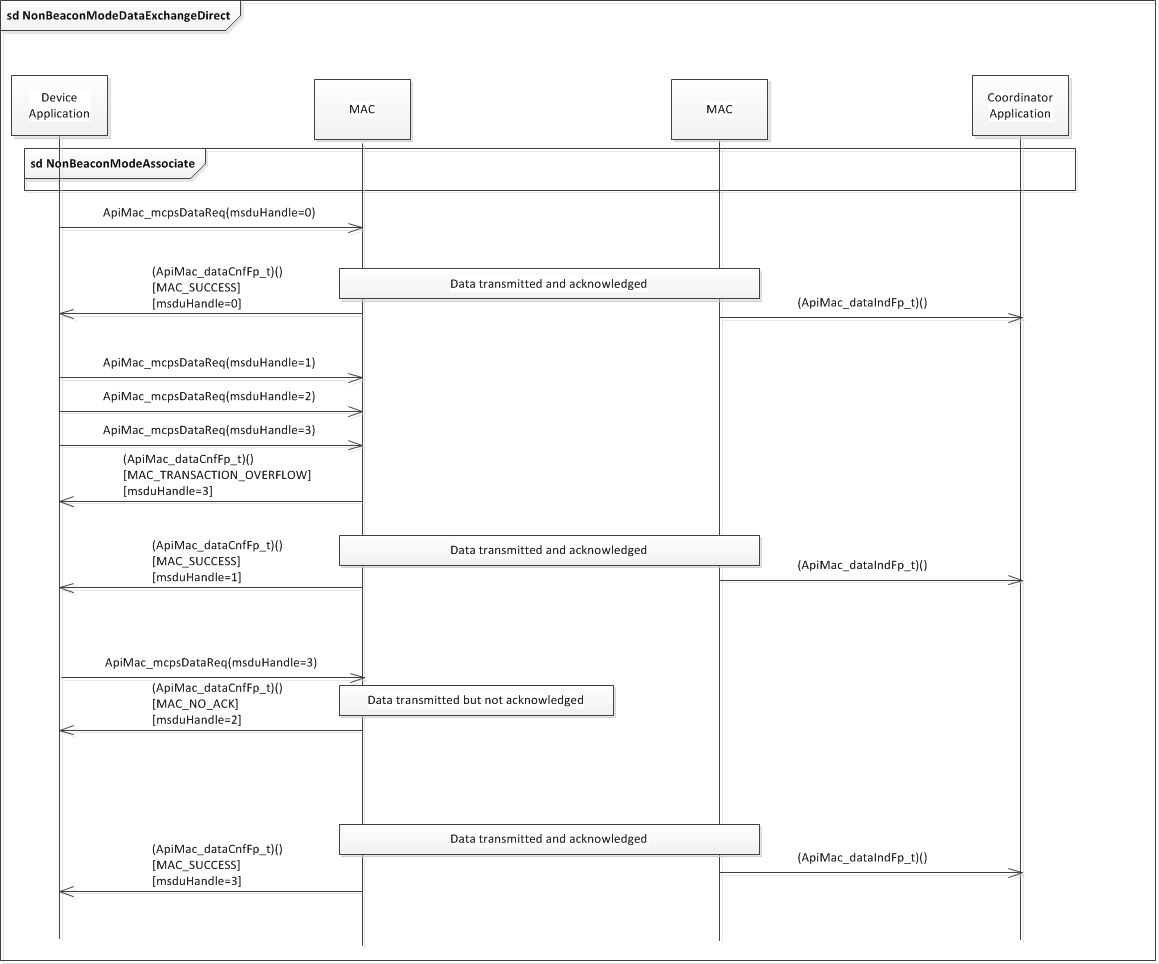 sd NonBeaconModeDataExchangeDirect
Device
Application
MAC
MAC
Coordinator
Application
sd NonBeaconModeAssociate
ApiMac_mcpsDataReq(msduHandle=0)
(ApiMac_dataCnfFp_t)()
[MAC_SUCCESS]
[msduHandle=0]
Data transmitted and acknowledged
(ApiMac_dataIndFp_t)()
ApiMac_mcpsDataReq(msduHandle=1)
ApiMac_mcpsDataReq(msduHandle=2)
ApiMac_mcpsDataReq(msduHandle=3)
(ApiMac_dataCnfFp_t)()
[MAC_TRANSACTION_OVERFLOW]
[msduHandle=3]
(ApiMac_dataCnfFp_t)()
[MAC_SUCCESS]
[msduHandle=1]
Data transmitted and acknowledged
(ApiMac_dataIndFp_t)()
ApiMac_mcpsDataReq(msduHandle=3)
(ApiMac_dataCnfFp_t)()
[MAC_NO_ACK]
[msduHandle=2]
Data transmitted but not acknowledged
Data transmitted and acknowledged
(ApiMac_dataCnfFp_t)()
[MAC_SUCCESS]
[msduHandle=3]
(ApiMac_dataIndFp_t)()